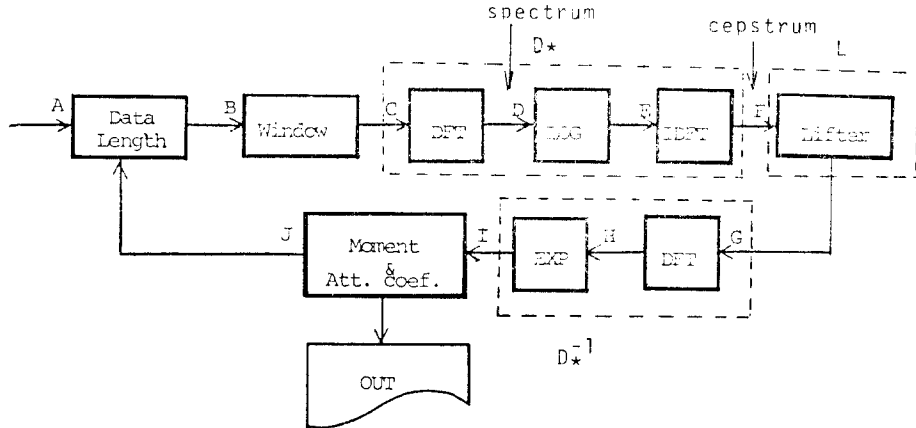 spectrum
cepstrum
D*
L
A
Data
Length
B
Window
C
DFT
D
LOG
E
IDFT
F
Lifter
J
Moment
&
Att. coef.
I
EXP
H
DFT
G
D*⁻¹
OUT